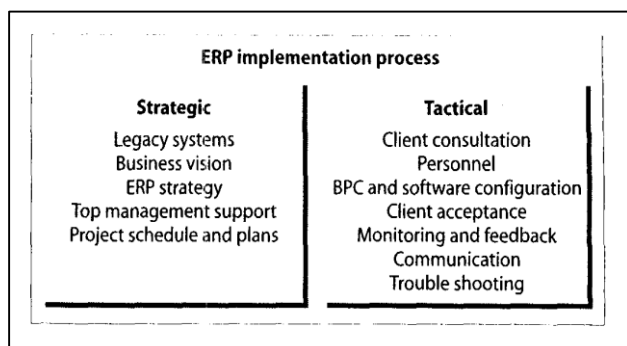 ERP implementation process
Strategic
Legacy systems
Business vision
ERP strategy
Top management support
Project schedule and plans
Tactical
Client consultation
Personnel
BPC and software configuration
Client acceptance
Monitoring and feedback
Communication
Trouble shooting